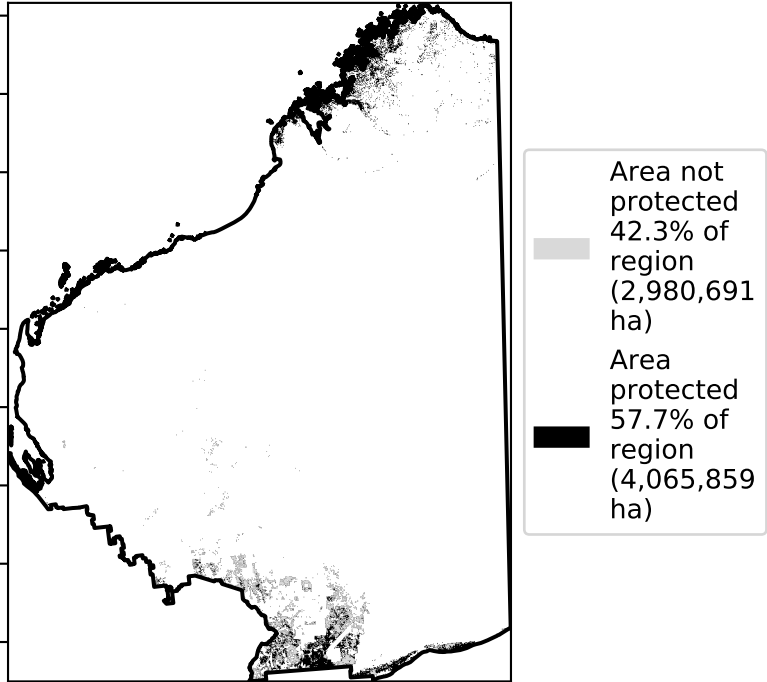 Area not
protected
42.3% of
region
(2,980,691
ha)
Area
protected
57.7% of
region
(4,065,859
ha)